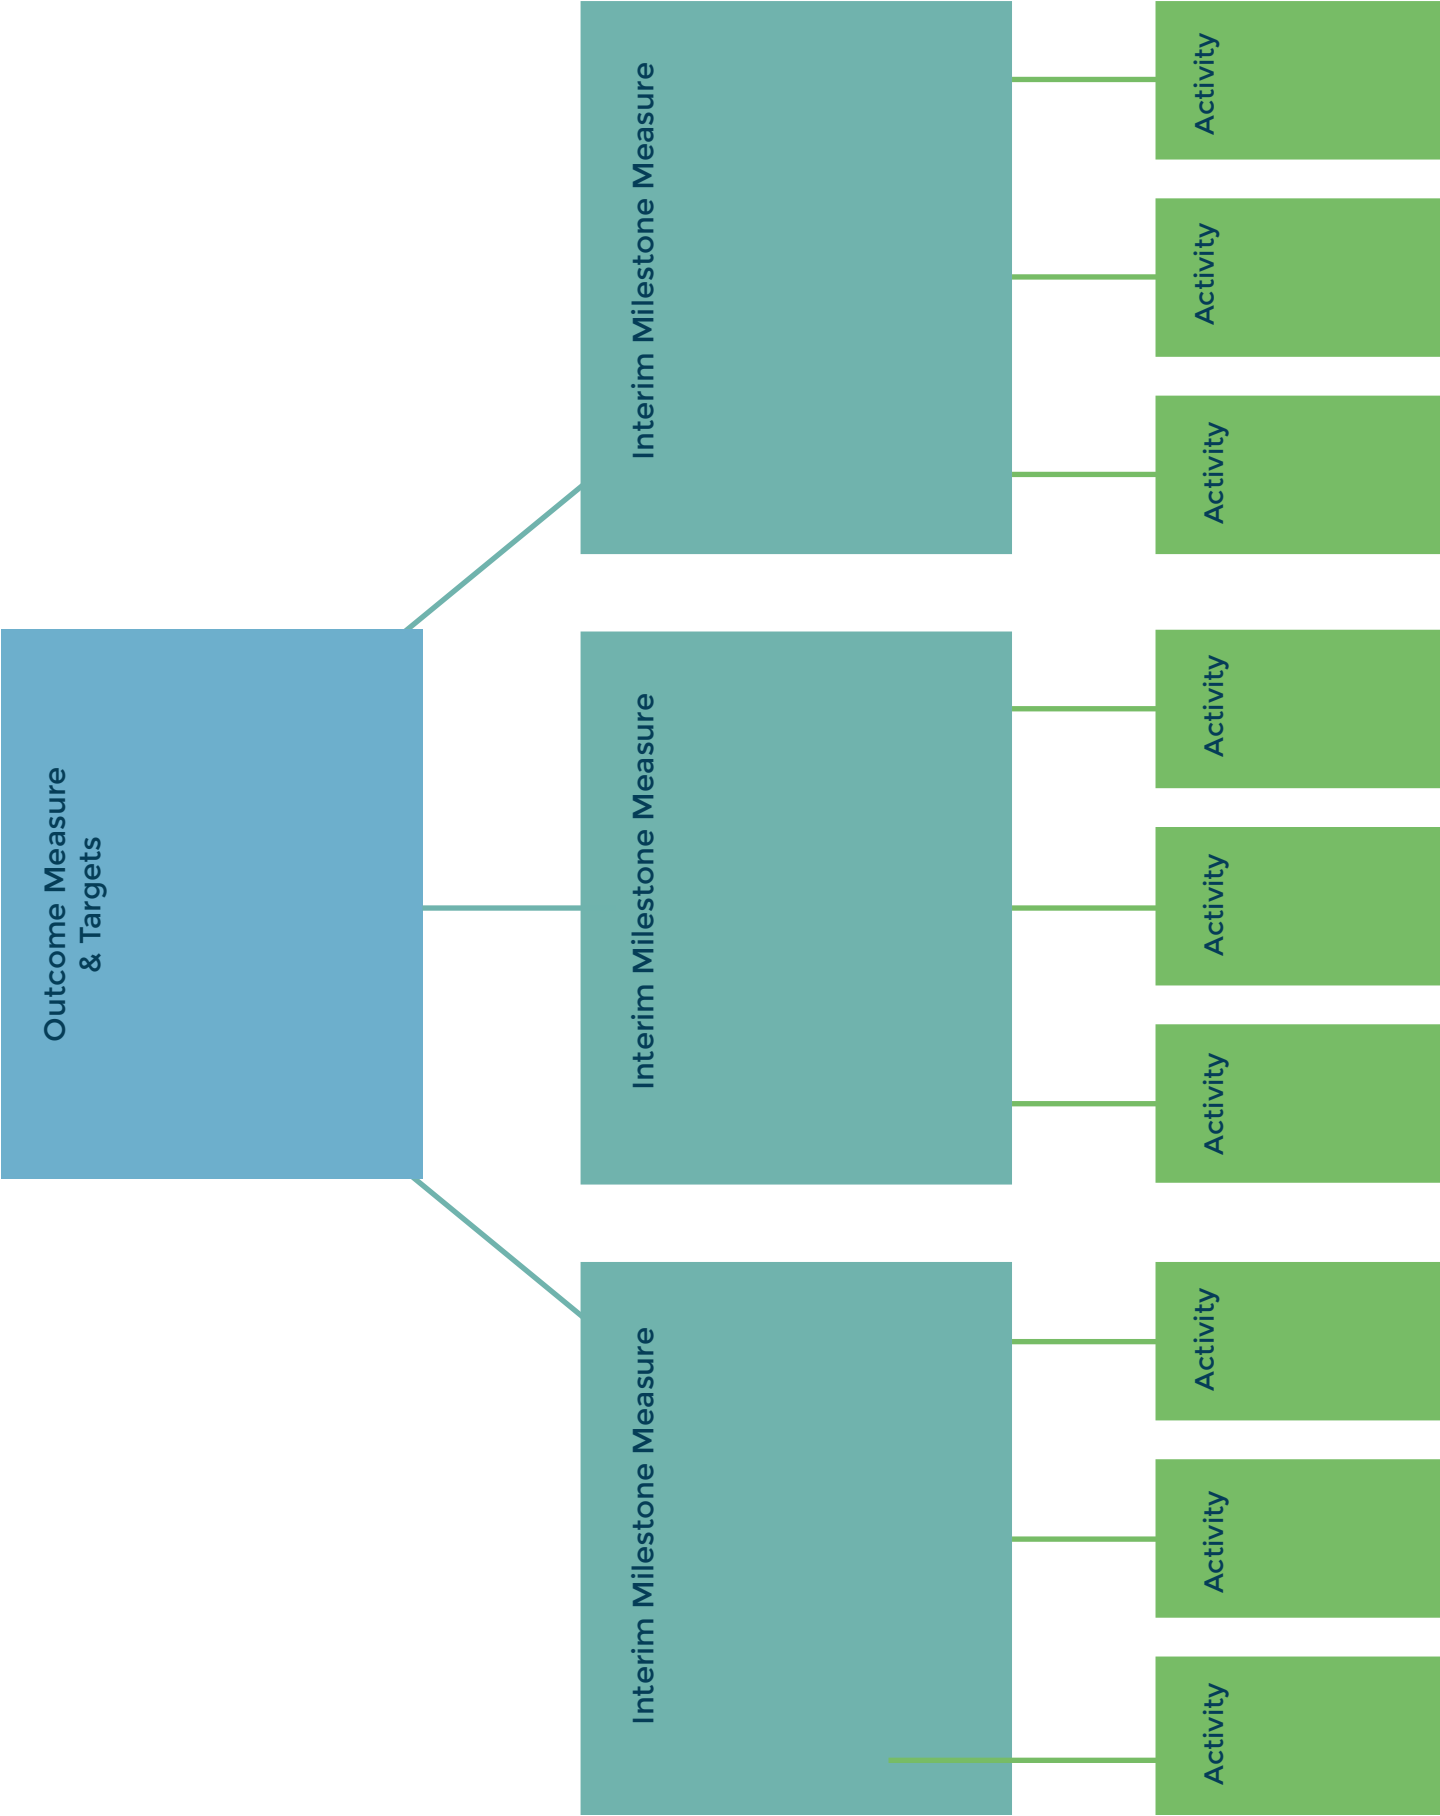 Outcome Measure
& Targets
Interim Milestone Measure
Interim Milestone Measure
Interim Milestone Measure
Activity
Activity
Activity
Activity
Activity
Activity
Activity
Activity
Activity